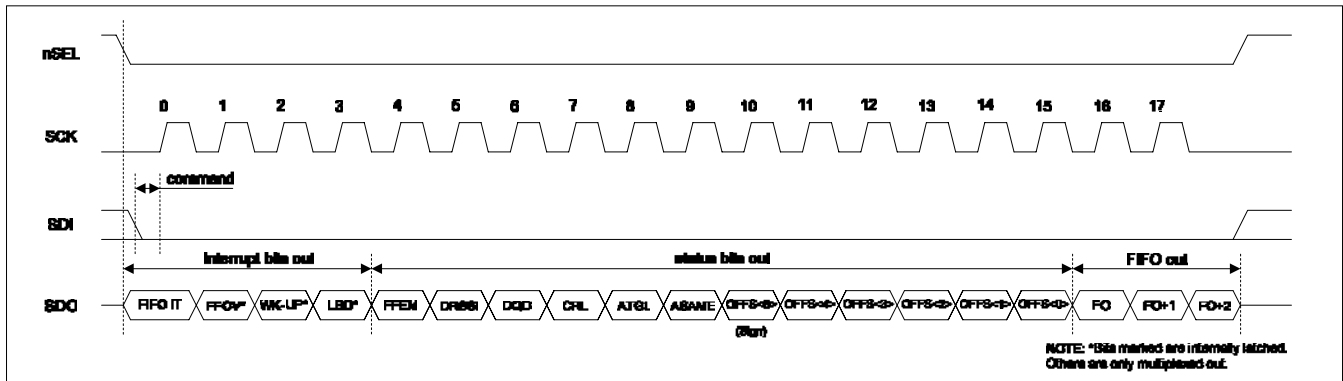 nSEL
0 1 2 3 4 5 6 7 8 9 10 11 12 13 14 15 16 17
SCK
command
SDI
interrupt bits out status bits out FIFO out
SDO FIFO IT FFOV* WK-UP* LBD* FFEM DRSSI DQD CRL ATGL ASAME OFFS<4> OFFS<3> OFFS<2> OFFS<1> OFFS<0> FO FO+1 FO+2
(Sign)
NOTE: *Bits marked are internally latched.
Others are only multiplexed out.